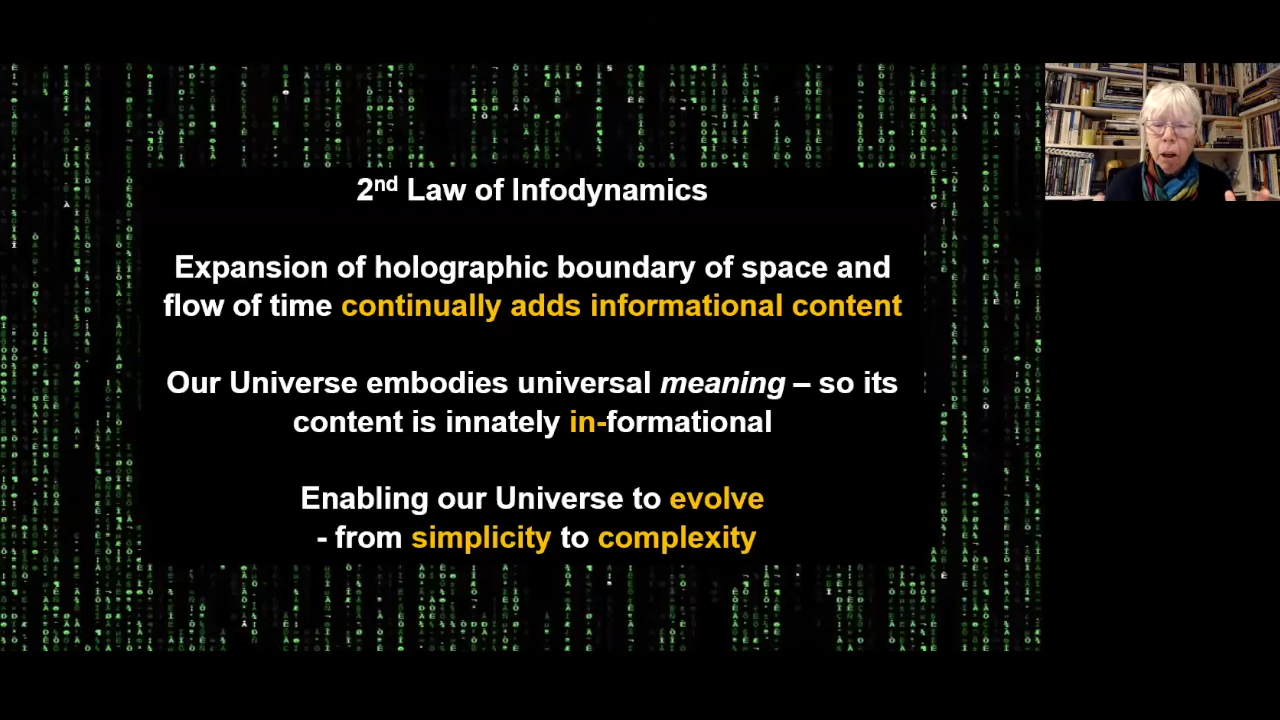 2nd Law of Infodynamics
Expansion of holographic boundary of space and
flow of time continually adds informational content
Our Universe embodies universal meaning – so its
content is innately in-formational
Enabling our Universe to evolve
- from simplicity to complexity